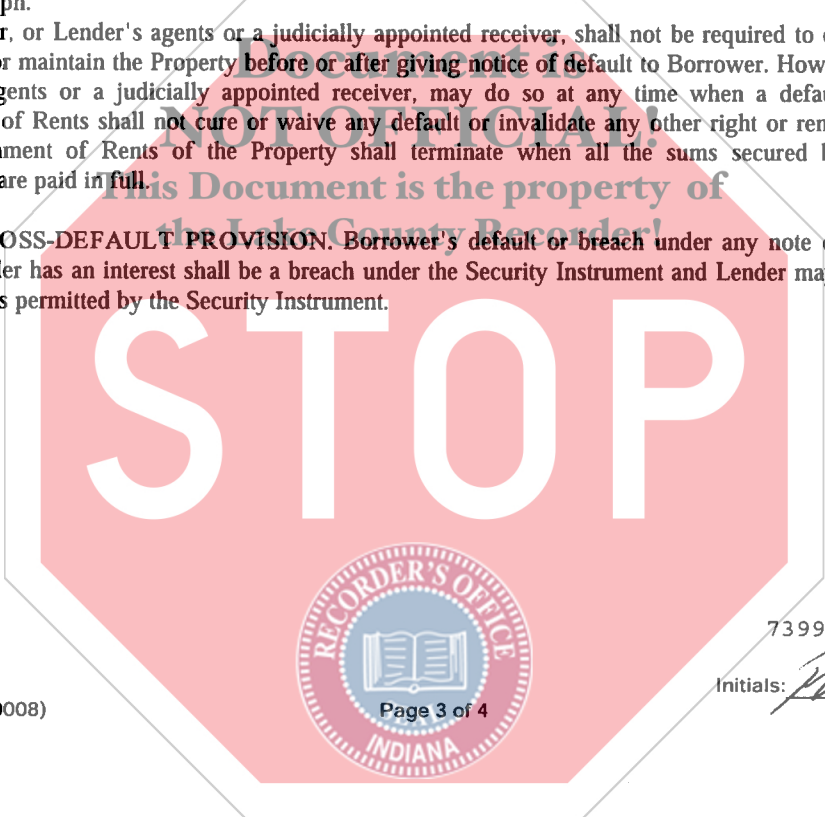 ph.
r, or Lender's agents or a judicially appointed receiver, shall not be required to
or maintain the Property before or after giving notice of default to Borrower. How
gents or a judicially appointed receiver, may do so at any time when a defau
of Rents shall not cure or waive any default or invalidate any other right or rem
nment of Rents of the Property shall terminate when all the sums secured b
are paid in full.
Document is
NOT OFFICIAL!
This Document is the property of
the Lake County Recorder!
OSS-DEFAULT PROVISION. Borrower's default or breach under any note
er has an interest shall be a breach under the Security Instrument and Lender may
s permitted by the Security Instrument.
STOP
RECORDER'S OFFICE
INDIANA
7399
Initials:
0008)
Page 3 of 4